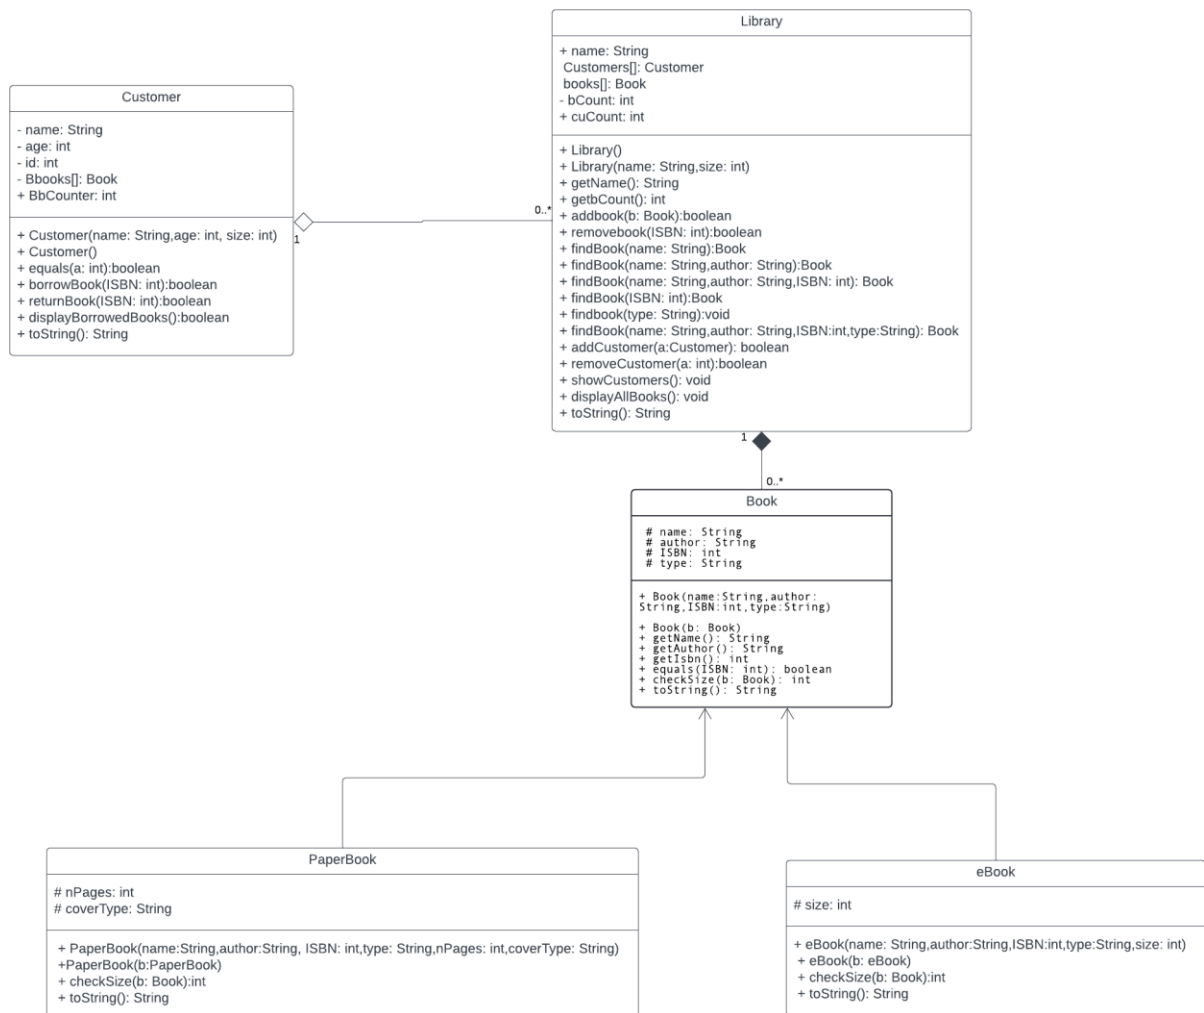 Library
+ name: String
Customers[]: Customer
books[]: Book
- bCount: int
+ cuCount: int
+ Library()
+ Library(name: String,size: int)
+ getName(): String
+ getbCount(): int
+ addbook(b: Book):boolean
+ removebook(ISBN: int):boolean
+ findBook(name: String):Book
+ findBook(name: String,author: String):Book
+ findBook(name: String,author: String,ISBN: int): Book
+ findBook(ISBN: int):Book
+ findbook(type: String):void
+ findBook(name: String,author: String,ISBN:int,type:String): Book
+ addCustomer(a:Customer): boolean
+ removeCustomer(a: int):boolean
+ showCustomers(): void
+ displayAllBooks(): void
+ toString(): String
Customer
- name: String
- age: int
- id: int
- Bbooks[]: Book
+ BbCounter: int
+ Customer(name: String,age: int, size: int)
+ Customer()
+ equals(a: int):boolean
+ borrowBook(ISBN: int):boolean
+ returnBook(ISBN: int):boolean
+ displayBorrowedBooks():boolean
+ toString(): String
1
0..*
1
0..*
Book
# name: String
# author: String
# ISBN: int
# type: String
+ Book(name:String,author:
String,ISBN:int,type:String)
+ Book(b: Book)
+ getName(): String
+ getAuthor(): String
+ getIsbn(): int
+ equals(ISBN: int): boolean
+ checkSize(b: Book): int
+ toString(): String
PaperBook
# nPages: int
# coverType: String
+ PaperBook(name:String,author:String, ISBN: int,type: String,nPages: int,coverType: String)
+PaperBook(b:PaperBook)
+ checkSize(b: Book):int
+ toString(): String
eBook
# size: int
+ eBook(name: String,author:String,ISBN:int,type:String,size: int)
+ eBook(b: eBook)
+ checkSize(b: Book):int
+ toString(): String